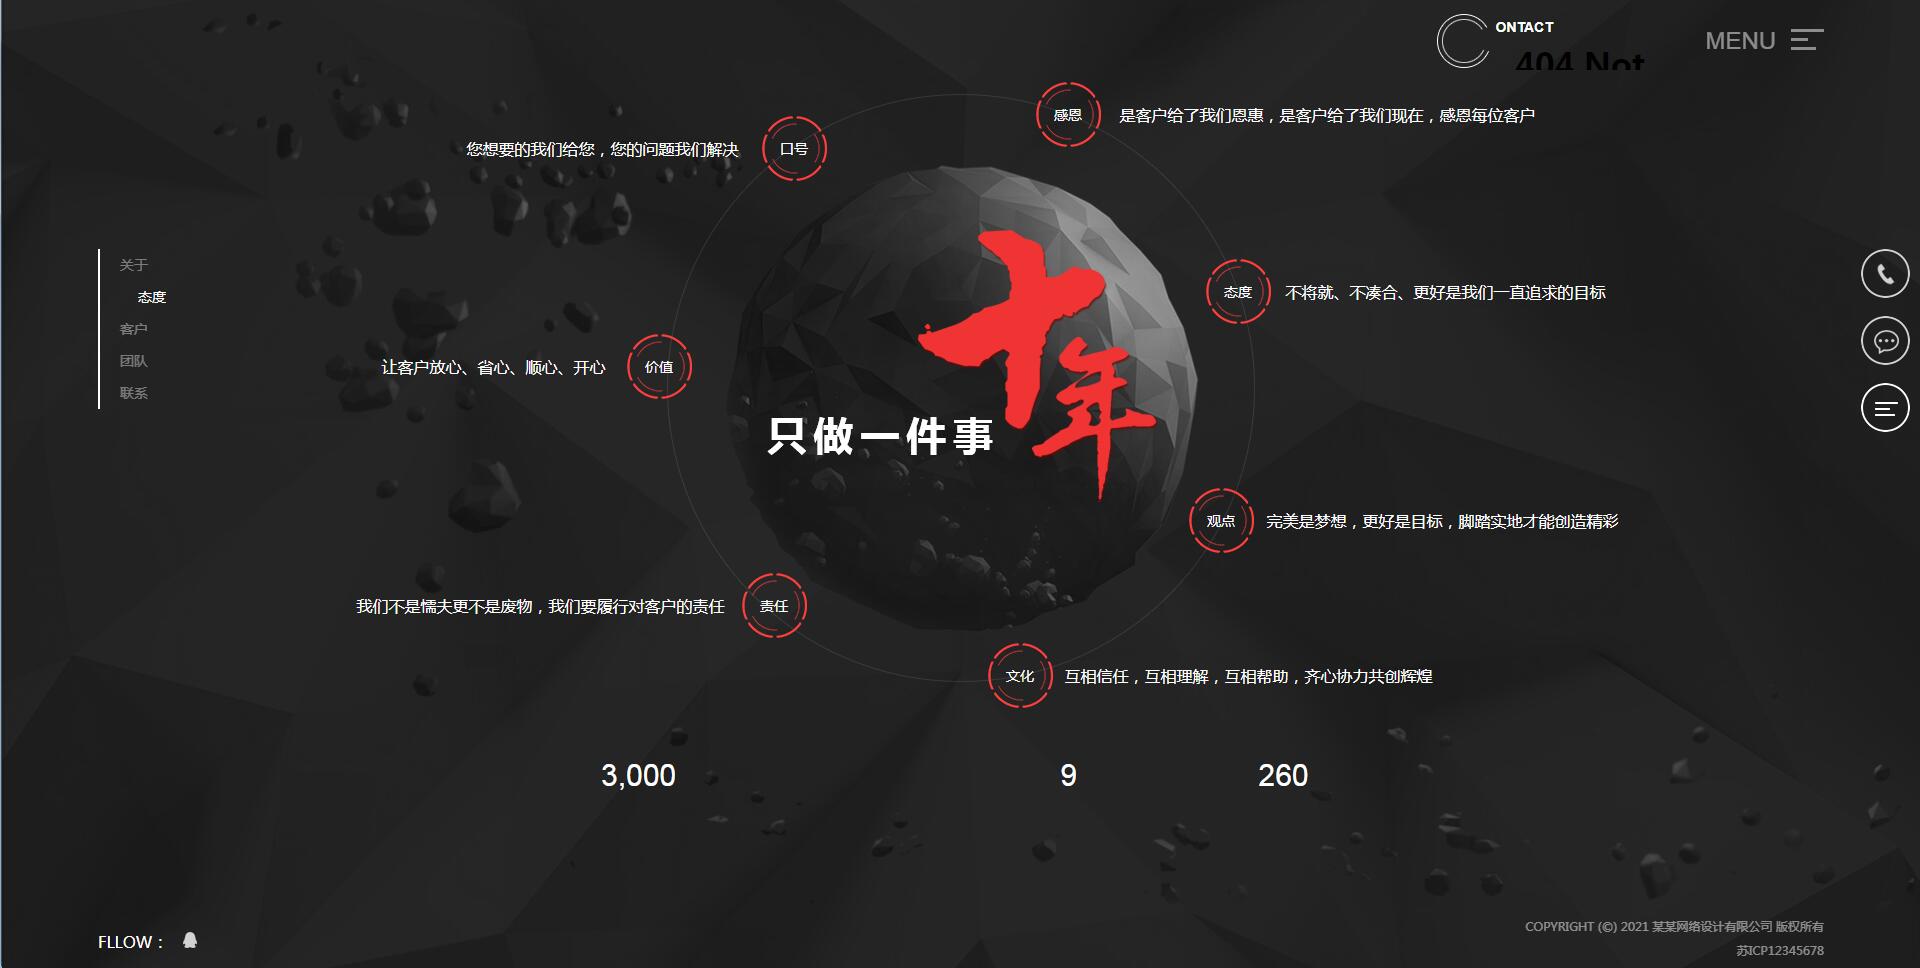 ONTACT
404 Not
MENU
感恩
是客户给了我们恩惠，是客户给了我们现在，感恩每位客户
您想要的我们给您，您的问题我们解决
口号
关于
态度
客户
团队
联系
态度
不将就、不凑合、更好是我们一直追求的目标
让客户放心、省心、顺心、开心
价值
十年
只做一件事
观点
完美是梦想，更好是目标，脚踏实地才能创造精彩
我们不是懦夫更不是废物，我们要履行对客户的责任
责任
文化
互相信任，互相理解，互相帮助，齐心协力共创辉煌
3,000
9
260
FLLOW：
COPYRIGHT (©) 2021 某某网络设计有限公司 版权所有
苏ICP12345678